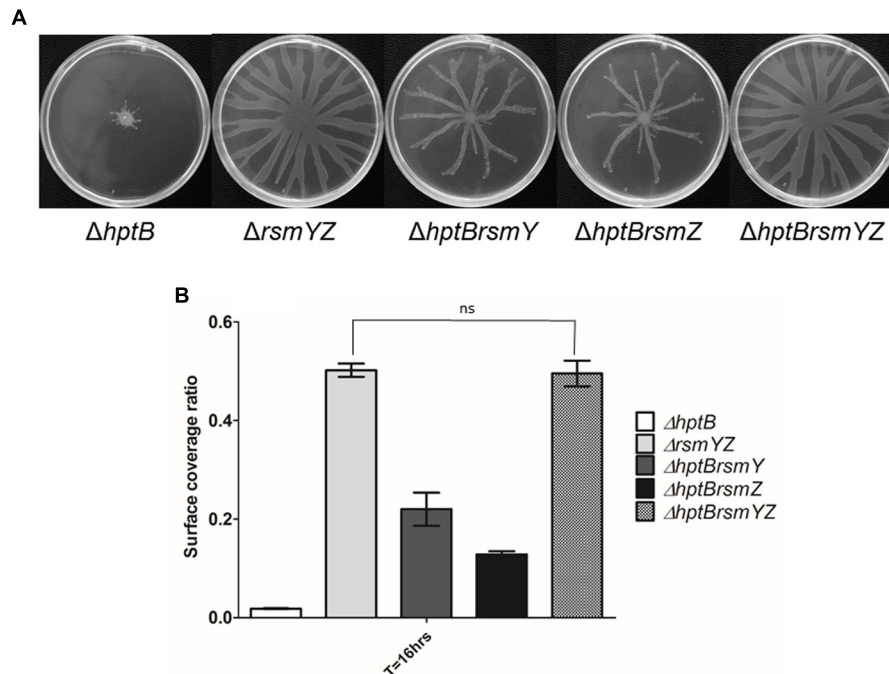 A
ΔhptB ΔrsmYZ ΔhptBrsmY ΔhptBrsmZ ΔhptBrsmYZ
B
ns
Surface coverage ratio
0.6
0.4
0.2
0.0
T=16hrs
ΔhptB
ΔrsmYZ
ΔhptBrsmY
ΔhptBrsmZ
ΔhptBrsmYZ